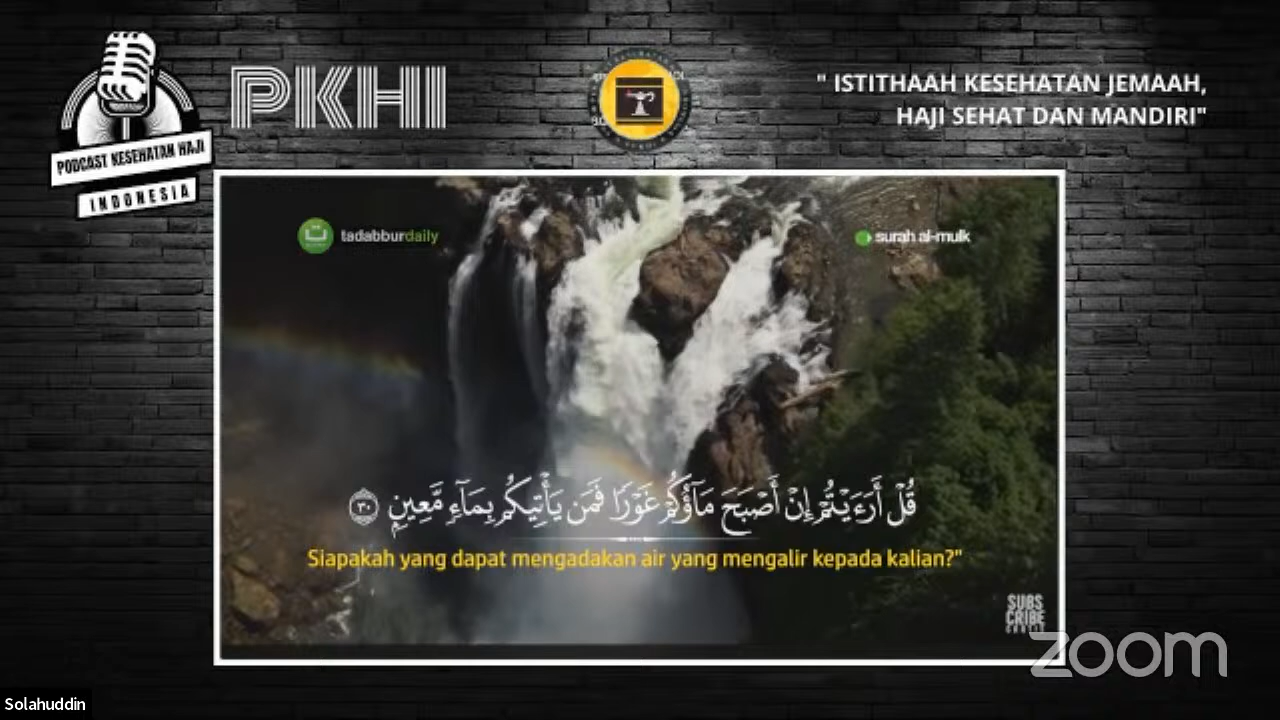 PKHI
" ISTITHAAH KESEHATAN JEMAAH,
HAJI SEHAT DAN MANDIRI"
PODCAST KESEHATAN HAJI
INDONESIA
tadabburdaily
surah al-mulk
قُلْ أَرَءَيْتُمْ إِنْ أَصْبَحَ مَآؤُكُمْ غَوْرًا فَمَن يَأْتِيكُم بِمَآءٍ مَّعِينٍۭ ٣٠
Siapakah yang dapat mengadakan air yang mengalir kepada kalian?"
SUBS
CRIBE
zoom
Solahuddin